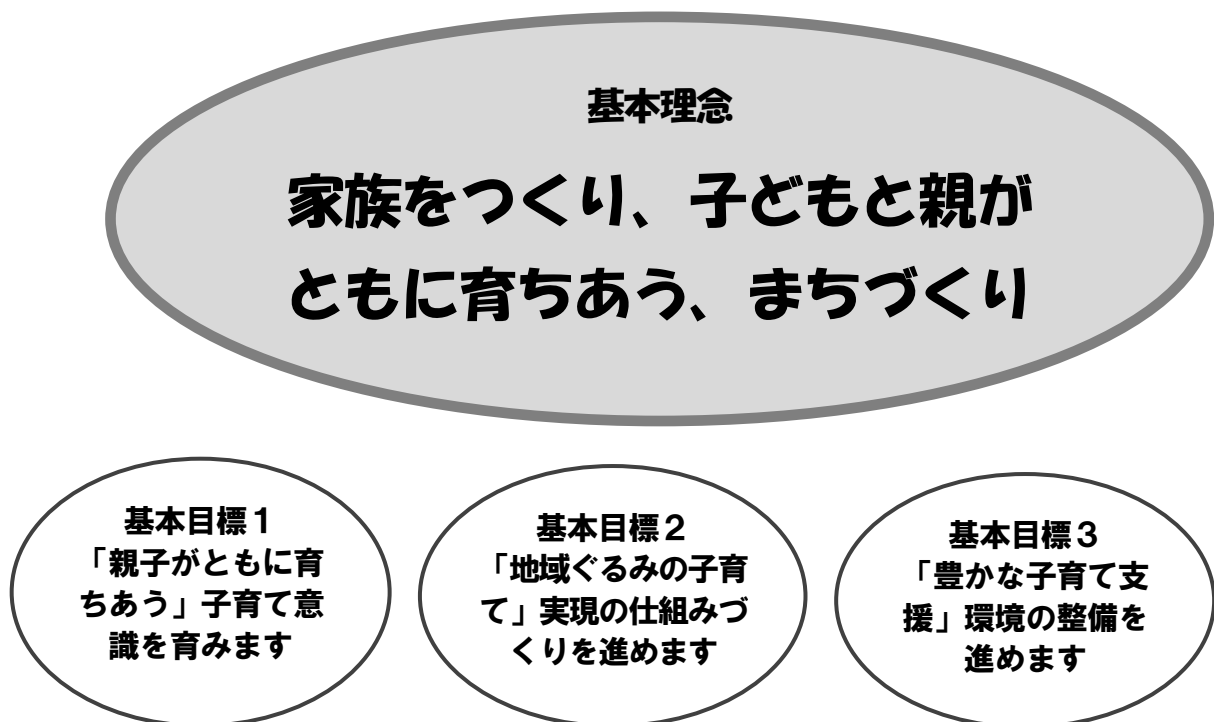 基本理念
家族をつくり、子どもと親が
ともに育ちあう、まちづくり
基本目標１
「親子がともに育
ちあう」子育て意
識を育みます
基本目標２
「地域ぐるみの子育
て」実現の仕組みづ
くりを進めます
基本目標３
「豊かな子育て支
援」環境の整備を
進めます